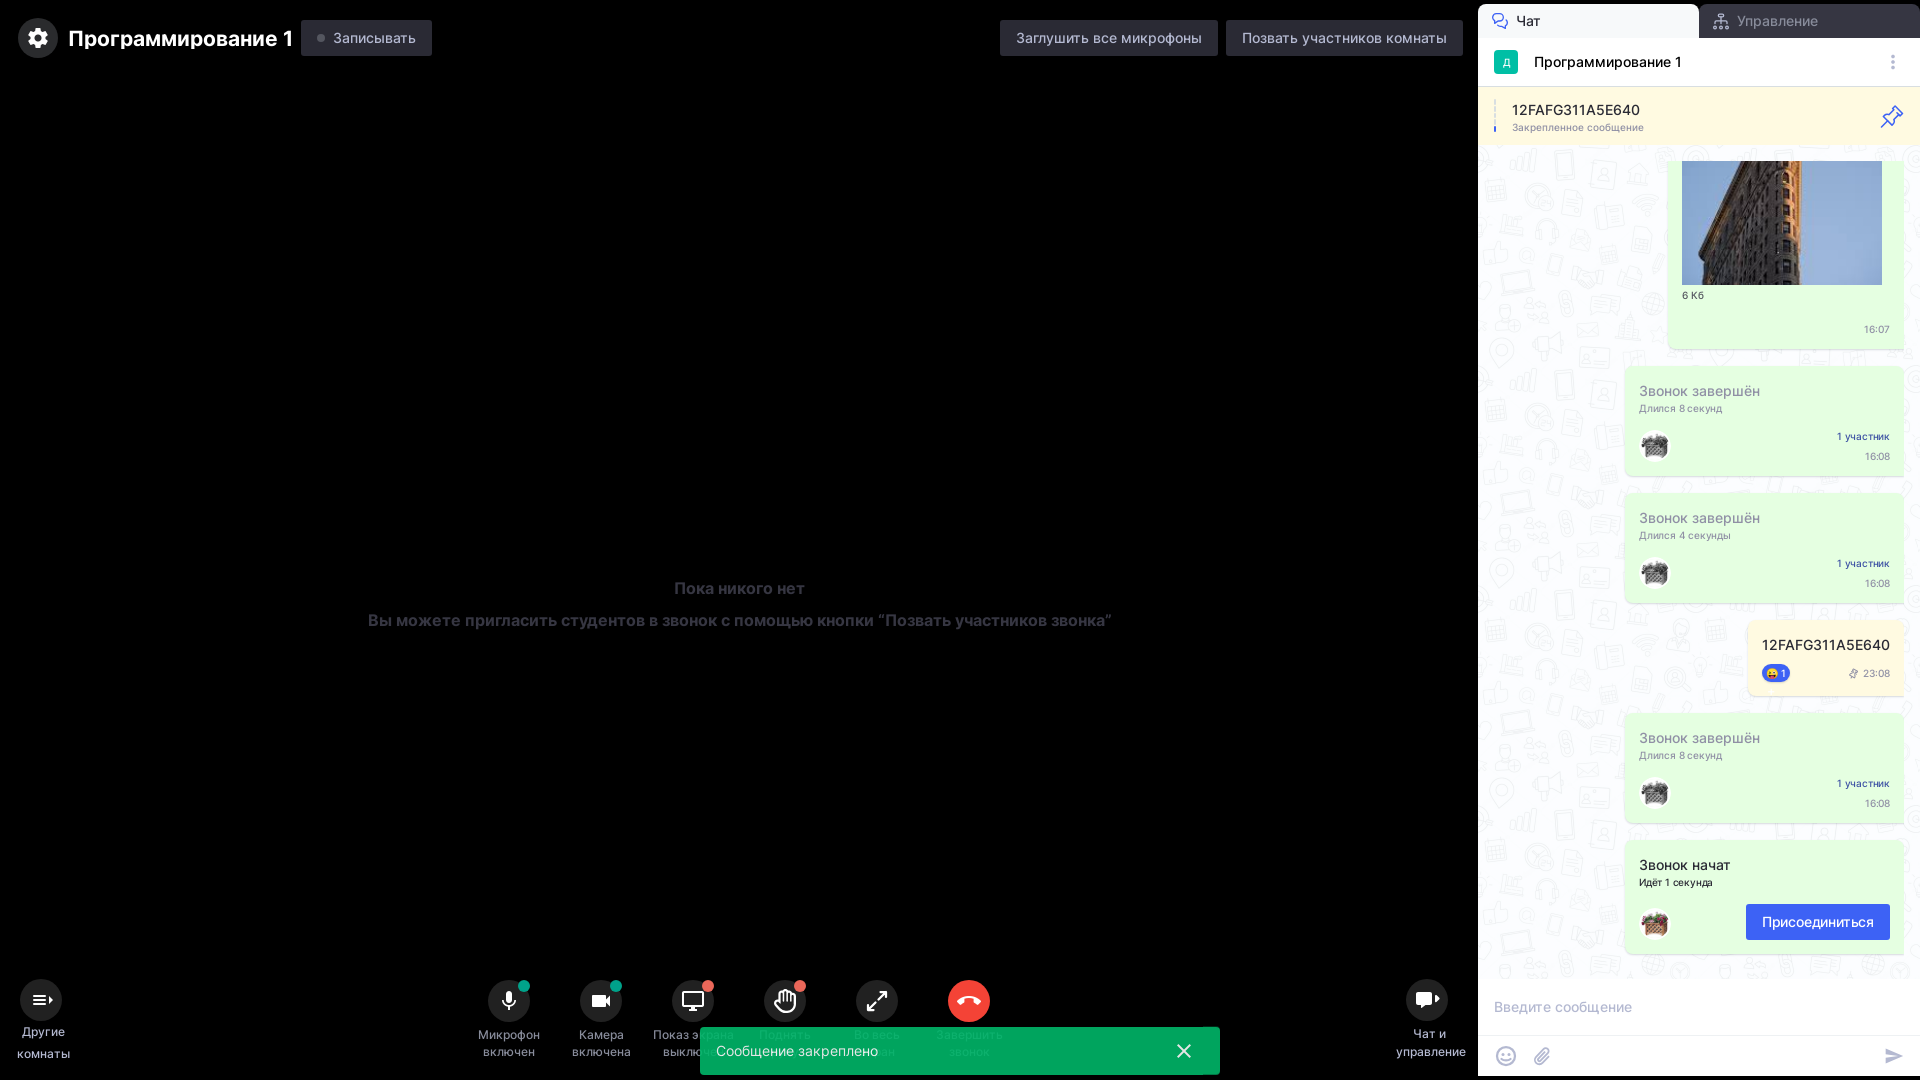 Программирование 1
Записывать
Заглушить все микрофоны
Позвать участников комнаты
Пока никого нет
Вы можете пригласить студентов в звонок с помощью кнопки “Позвать участников звонка”
Другие
комнаты
Микрофон
включен
Камера
включена
Показ экрана
выключен
Поднять
Во весь
экран
Завершить
звонок
Сообщение закреплено
Чат и
управление
Чат
Управление
Д
Программирование 1
12FAFG311A5E640
Закрепленное сообщение
6 Кб
16:07
Звонок завершён
Длился 8 секунд
1 участник
16:08
Звонок завершён
Длился 4 секунды
1 участник
16:08
12FAFG311A5E640
1
23:08
Звонок завершён
Длился 8 секунд
1 участник
16:08
Звонок начат
Идёт 1 секунда
Присоединиться
Введите сообщение